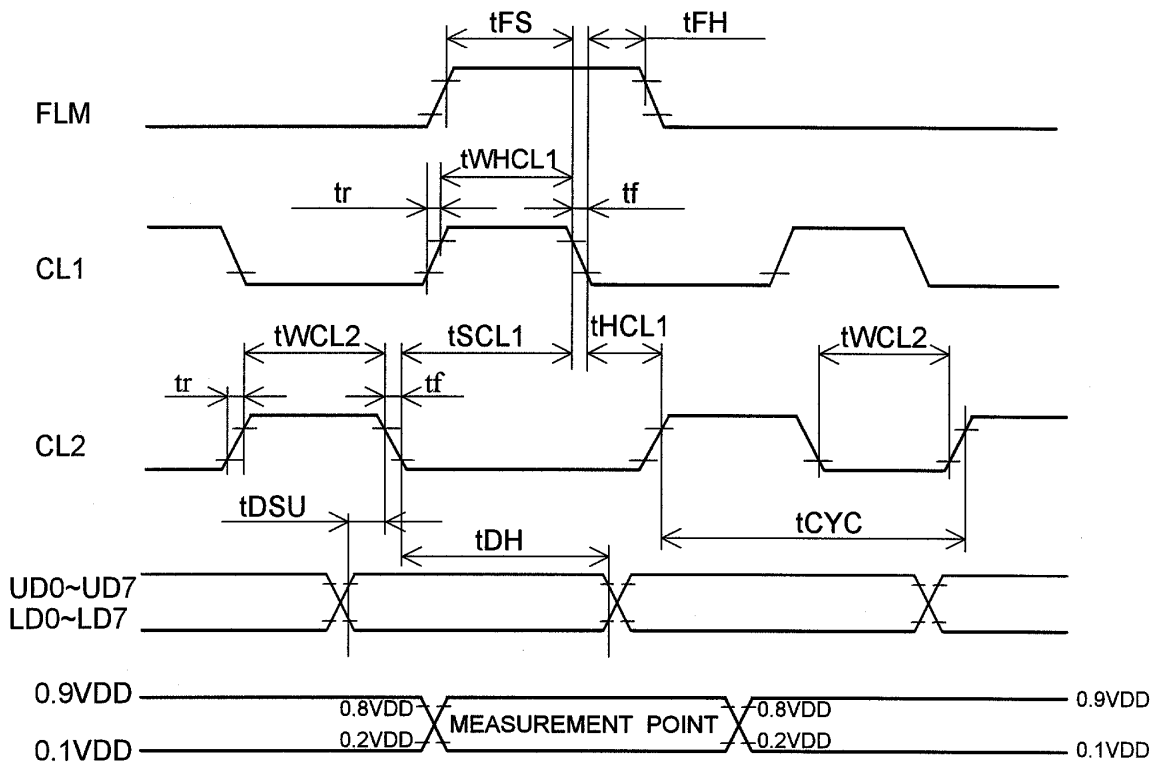 tFS
tFH
FLM
tWHCL1
tr
tf
CL1
tWCL2
tSCL1
tHCL1
tWCL2
tr
tf
CL2
tDSU
tDH
tCYC
UD0~UD7
LD0~LD7
0.9VDD
0.8VDD
MEASUREMENT POINT
0.8VDD
0.9VDD
0.2VDD
0.2VDD
0.1VDD
0.1VDD